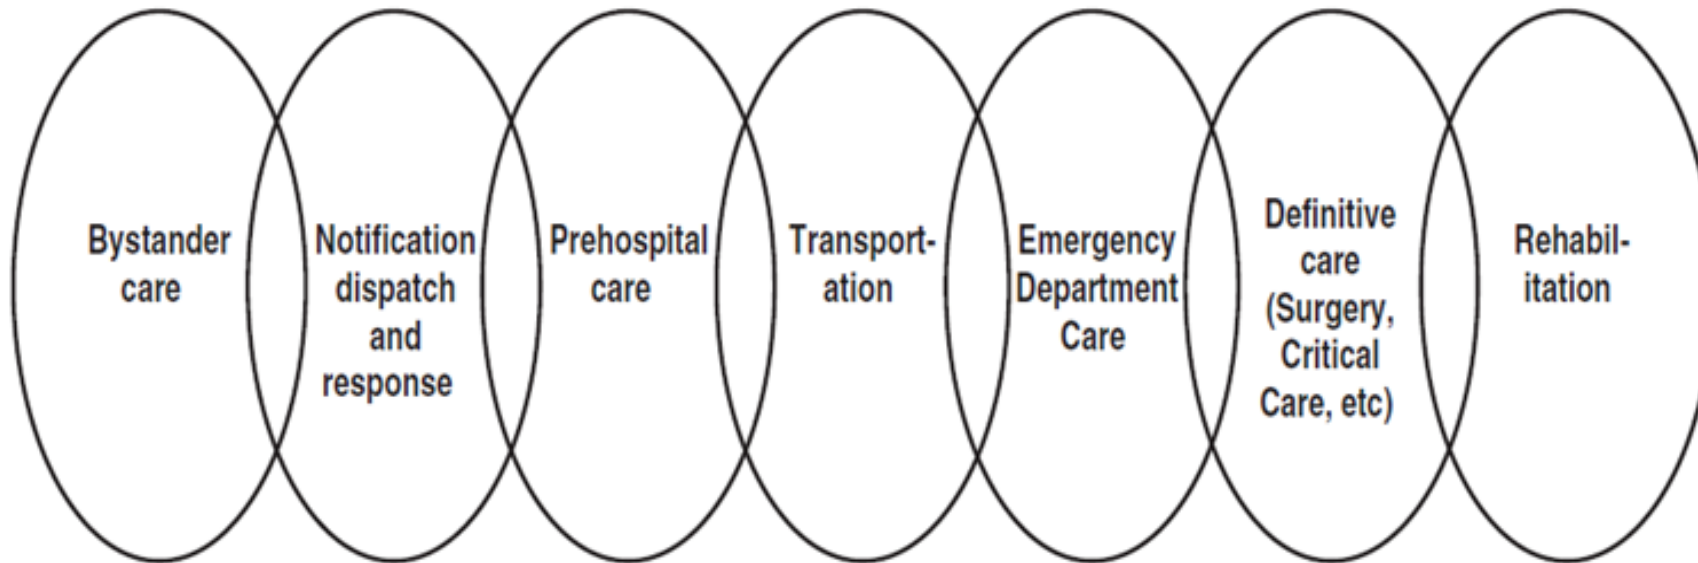 Bystander
care
Notification
dispatch
and
response
Prehospital
care
Transport-
ation
Emergency
Department
Care
Definitive
care
(Surgery,
Critical
Care, etc)
Rehabil-
itation